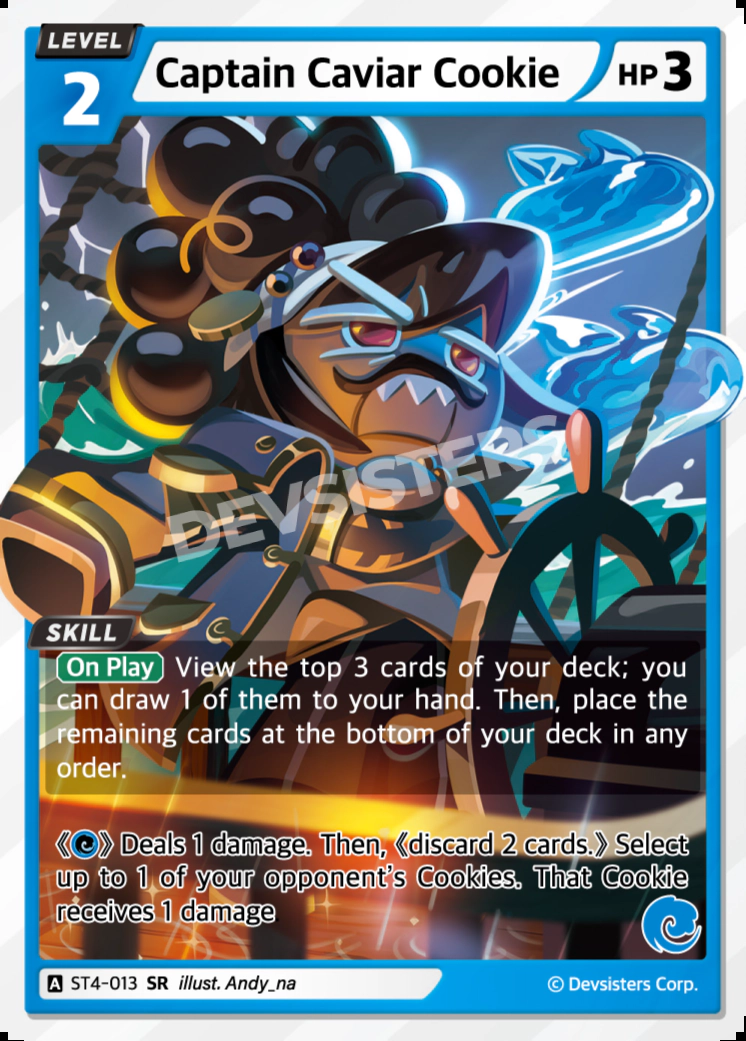 LEVEL
2
Captain Caviar Cookie
HP 3
DEVSISTERS
SKILL
On Play View the top 3 cards of your deck; you
can draw 1 of them to your hand. Then, place the
remaining cards at the bottom of your deck in any
order.
《》 Deals 1 damage. Then, 《discard 2 cards.》 Select
up to 1 of your opponent's Cookies. That Cookie
receives 1 damage
A ST4-013 SR illust. Andy_na
© Devsisters Corp.